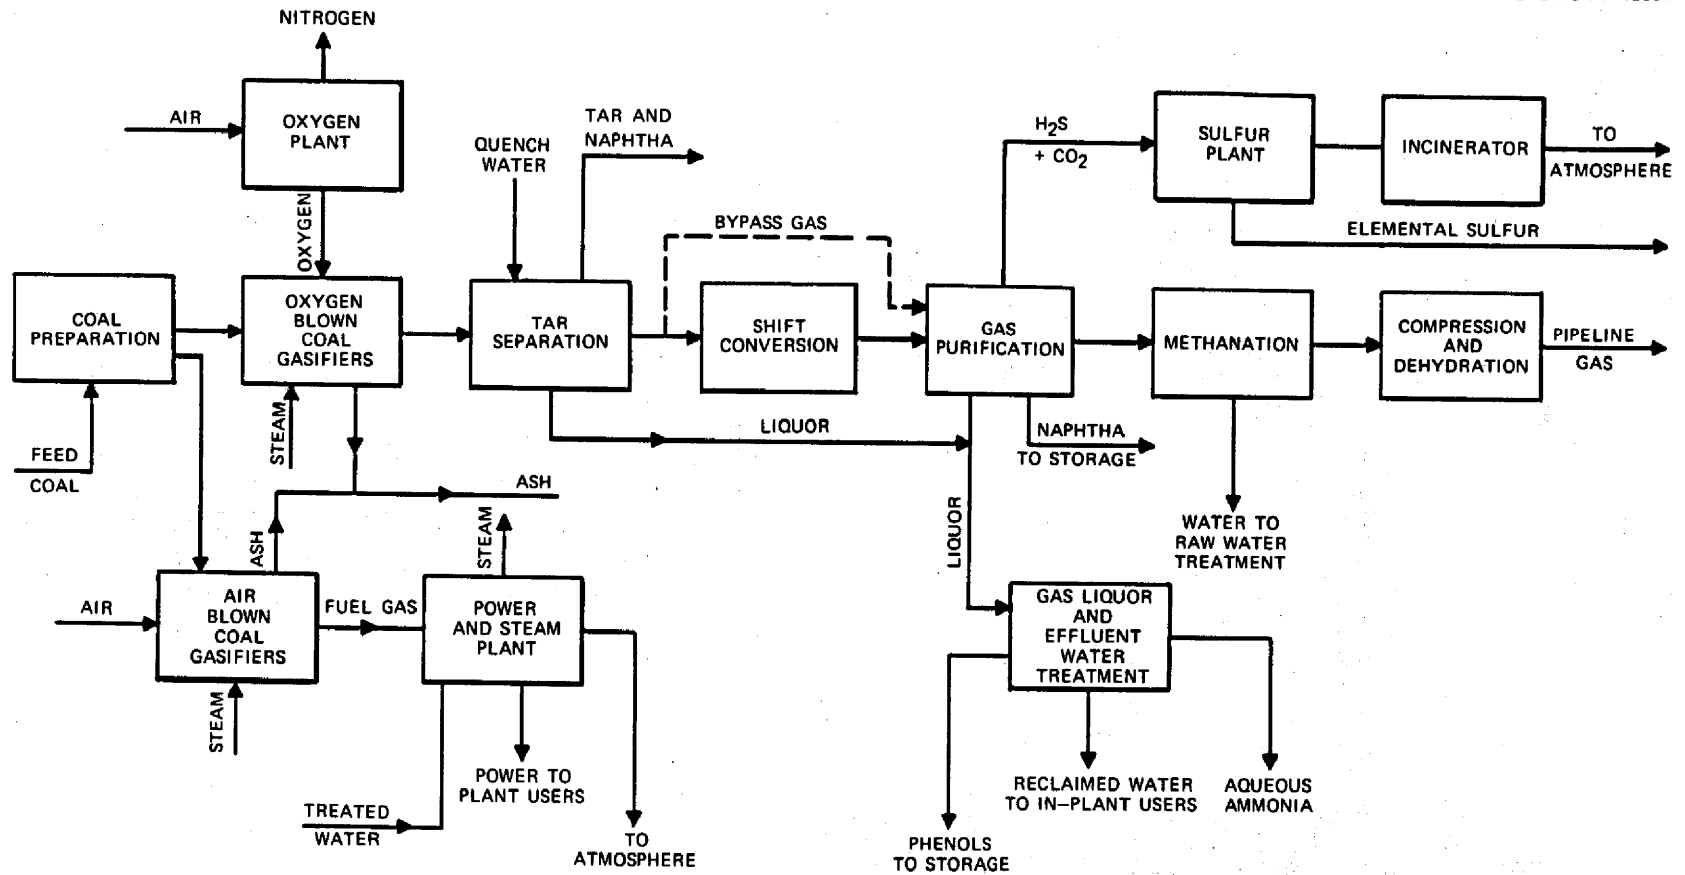 NITROGEN
AIR
OXYGEN
PLANT
OXYGEN
QUENCH
WATER
TAR AND
NAPHTHA
BYPASS GAS
H2S
+ CO2
SULFUR
PLANT
INCINERATOR
TO
ATMOSPHERE
ELEMENTAL SULFUR
COAL
PREPARATION
OXYGEN
BLOWN
COAL
GASIFIERS
TAR
SEPARATION
SHIFT
CONVERSION
GAS
PURIFICATION
METHANATION
COMPRESSION
AND
DEHYDRATION
PIPELINE
GAS
FEED
COAL
STEAM
LIQUOR
NAPHTHA
TO STORAGE
ASH
ASH
STEAM
LIQUOR
WATER TO
RAW WATER
TREATMENT
AIR
AIR
BLOWN
COAL
GASIFIERS
FUEL GAS
POWER
AND STEAM
PLANT
GAS LIQUOR
AND
EFFLUENT
WATER
TREATMENT
STEAM
POWER TO
PLANT USERS
TREATED
WATER
TO
ATMOSPHERE
RECLAIMED WATER
TO IN-PLANT USERS
AQUEOUS
AMMONIA
PHENOLS
TO STORAGE